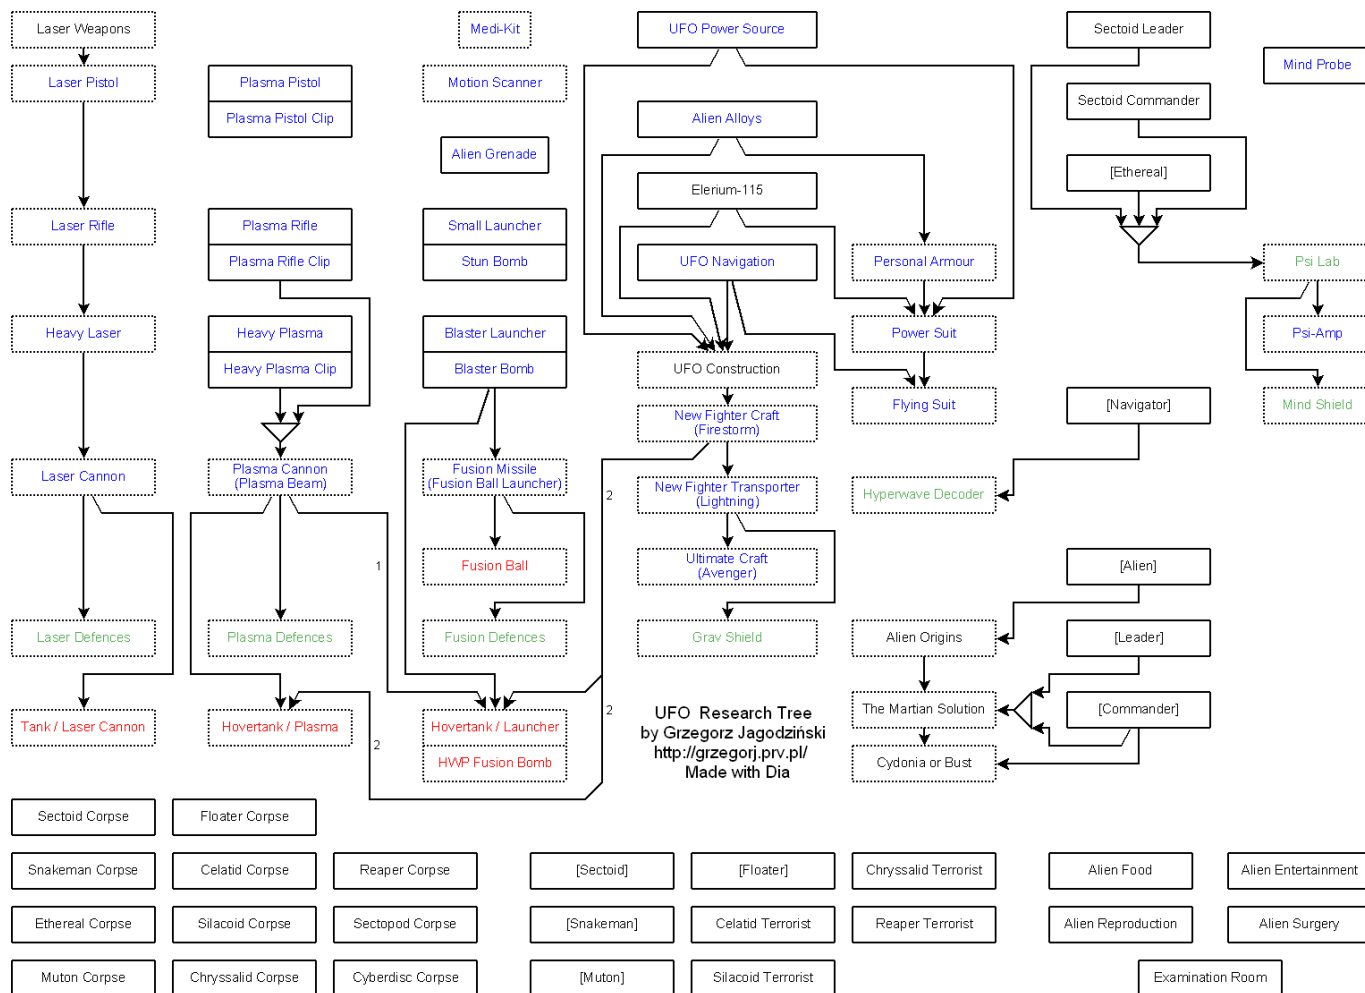 Laser Weapons
Medi-Kit
UFO Power Source
Sectoid Leader
Mind Probe
Laser Pistol
Plasma Pistol
Plasma Pistol Clip
Motion Scanner
Sectoid Commander
Alien Alloys
Alien Grenade
[Ethereal]
Elerium-115
Laser Rifle
Plasma Rifle
Plasma Rifle Clip
Small Launcher
Stun Bomb
UFO Navigation
Personal Armour
Psi Lab
Heavy Laser
Heavy Plasma
Heavy Plasma Clip
Blaster Launcher
Blaster Bomb
Power Suit
Psi-Amp
UFO Construction
New Fighter Craft
(Firestorm)
Flying Suit
[Navigator]
Mind Shield
Laser Cannon
Plasma Cannon
(Plasma Beam)
Fusion Missile
(Fusion Ball Launcher)
2
New Fighter Transporter
(Lightning)
Hyperwave Decoder
1
Fusion Ball
Ultimate Craft
(Avenger)
[Alien]
Laser Defences
Plasma Defences
Fusion Defences
Grav Shield
Alien Origins
[Leader]
Tank / Laser Cannon
Hovertank / Plasma
2
Hovertank / Launcher
HWP Fusion Bomb
2
UFO Research Tree
by Grzegorz Jagodziński
http://grzegorj.prv.pl/
Made with Dia
The Martian Solution
[Commander]
Cydonia or Bust
Sectoid Corpse
Floater Corpse
Snakeman Corpse
Celatid Corpse
Reaper Corpse
[Sectoid]
[Floater]
Chryssalid Terrorist
Alien Food
Alien Entertainment
Ethereal Corpse
Silacoid Corpse
Sectopod Corpse
[Snakeman]
Celatid Terrorist
Reaper Terrorist
Alien Reproduction
Alien Surgery
Muton Corpse
Chryssalid Corpse
Cyberdisc Corpse
[Muton]
Silacoid Terrorist
Examination Room